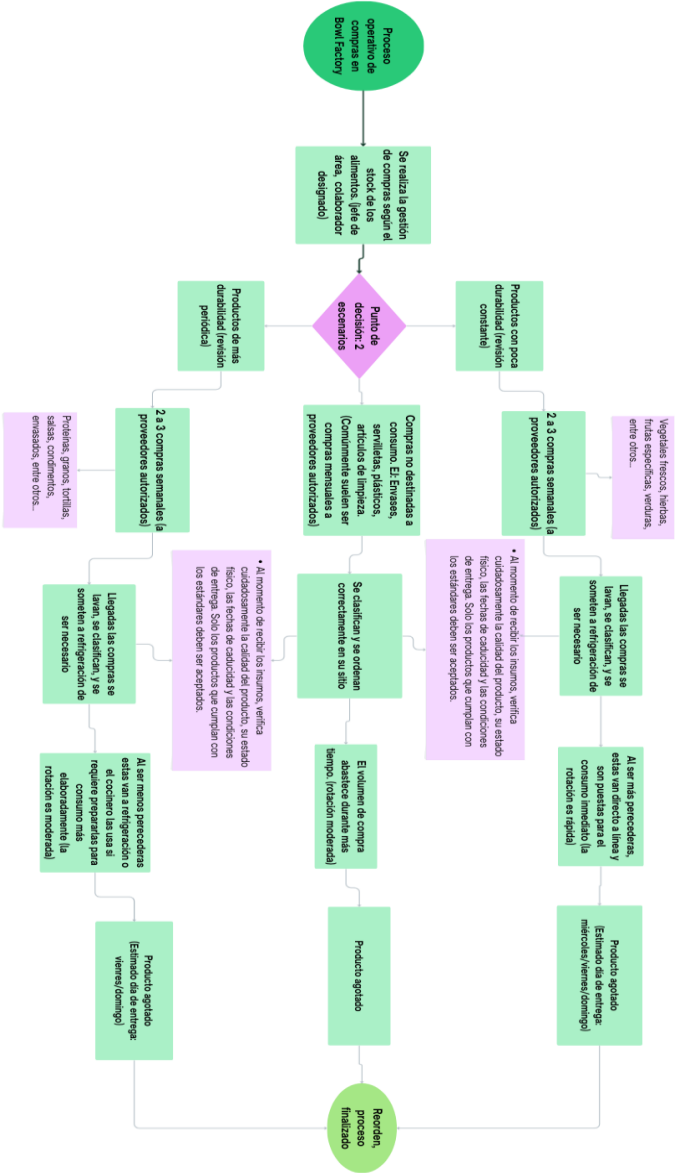 Proceso
operativo de
compras en
Bowl Factory
Se realiza la gestión
de compras según el
stock de los
alimentos. (jefe de
área, colaborador
designado)
Punto de
decisión: 2
escenarios
Productos con poca
durabilidad (revisión
constante)
2 a 3 compras semanales (a
proveedores autorizados)
Vegetales frescos, hierbas,
frutas específicas, verduras,
entre otros...
Llegadas las compras se
lavan, se clasifican, y se
someten a refrigeración de
ser necesario
Al ser más perecederas,
estas van directo a línea y
son puestas para el
consumo inmediato (la
rotación es rápida)
Producto agotado
(Estimado día de entrega:
miércoles/viernes/domingo)
Compras no destinadas a
consumo. EJ: Envases,
servilletas, plásticos,
artículos de limpieza.
(Comúnmente suelen ser
compras mensuales a
proveedores autorizados)
Se clasifican y se ordenan
correctamente en su sitio
• Al momento de recibir los insumos, verifica
cuidadosamente la calidad del producto, su estado
físico, las fechas de caducidad y las condiciones
de entrega. Solo los productos que cumplan con
los estándares deben ser aceptados.
El volumen de compra
abastece durante más
tiempo. (rotación moderada)
Producto agotado
Productos de más
durabilidad (revisión
periódica)
2 a 3 compras semanales (a
proveedores autorizados)
Proteínas, granos, tortillas,
salsas, condimentos,
envasados, entre otros...
Llegadas las compras se
lavan, se clasifican, y se
someten a refrigeración de
ser necesario
• Al momento de recibir los insumos, verifica
cuidadosamente la calidad del producto, su estado
físico, las fechas de caducidad y las condiciones
de entrega. Solo los productos que cumplan con
los estándares deben ser aceptados.
Al ser menos perecederas
estas van a refrigeración o
el cocinero las usa si
requiere prepararlas para
consumo más
elaboradamente (la
rotación es moderada)
Producto agotado
(Estimado día de entrega:
vienres/domingo)
Reorden,
proceso
finalizado